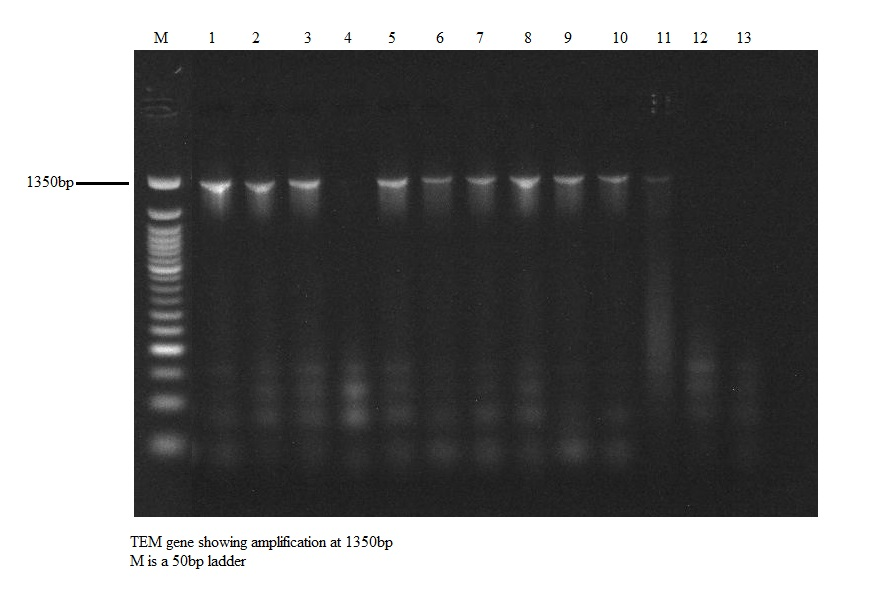 M 1 2 3 4 5 6 7 8 9 10 11 12 13
1350bp
TEM gene showing amplification at 1350bp
M is a 50bp ladder